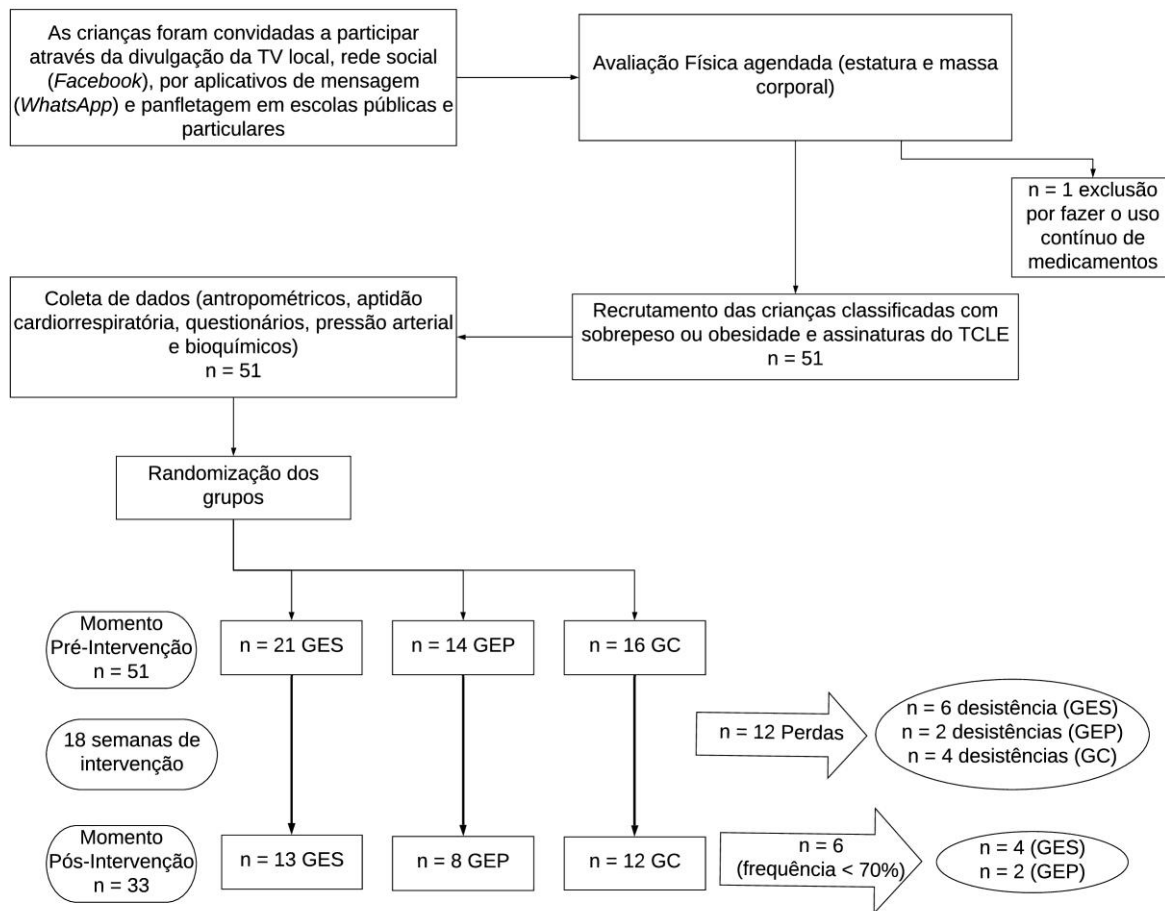 As crianças foram convidadas a participar
através da divulgação da TV local, rede social
(Facebook), por aplicativos de mensagem
(WhatsApp) e panfletagem em escolas públicas e
particulares
Avaliação Física agendada (estatura e massa
corporal)
n = 1 exclusão
por fazer o uso
contínuo de
medicamentos
Recrutamento das crianças classificadas com
sobrepeso ou obesidade e assinaturas do TCLE
n = 51
Coleta de dados (antropométricos, aptidão
cardiorrespiratória, questionários, pressão arterial
e bioquímicos)
n = 51
Randomização dos
grupos
Momento
Pré-Intervenção
n = 51
n = 21 GES
n = 14 GEP
n = 16 GC
18 semanas de
intervenção
n = 12 Perdas
n = 6 desistência (GES)
n = 2 desistências (GEP)
n = 4 desistências (GC)
Momento
Pós-Intervenção
n = 33
n = 13 GES
n = 8 GEP
n = 12 GC
n = 6
(frequência < 70%)
n = 4 (GES)
n = 2 (GEP)